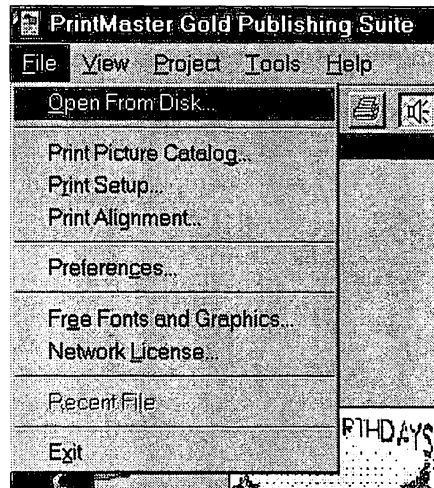 PrintMaster Gold Publishing Suite
File View Project Tools Help
Open From Disk...
Print Picture Catalog...
Print Setup...
Print Alignment...
Preferences...
Free Fonts and Graphics...
Network License...
Recent File
Exit
RTHDAYS